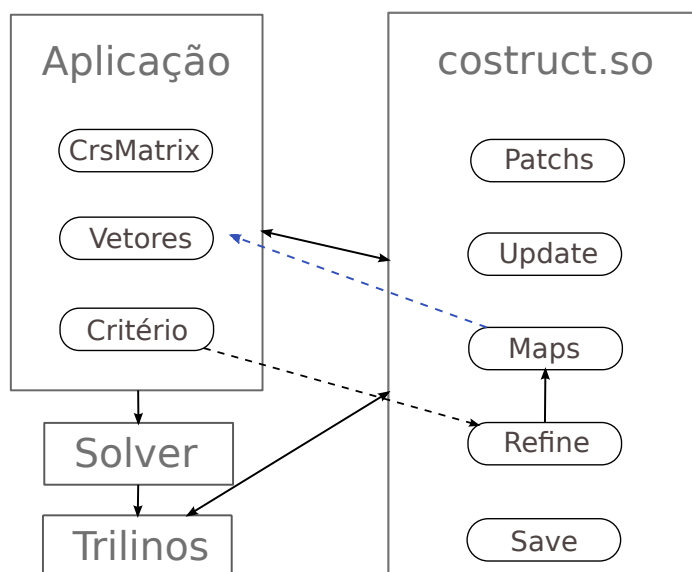 Aplicação
CrsMatrix
Vetores
Critério
Solver
Trilinos
costruct.so
Patchs
Update
Maps
Refine
Save